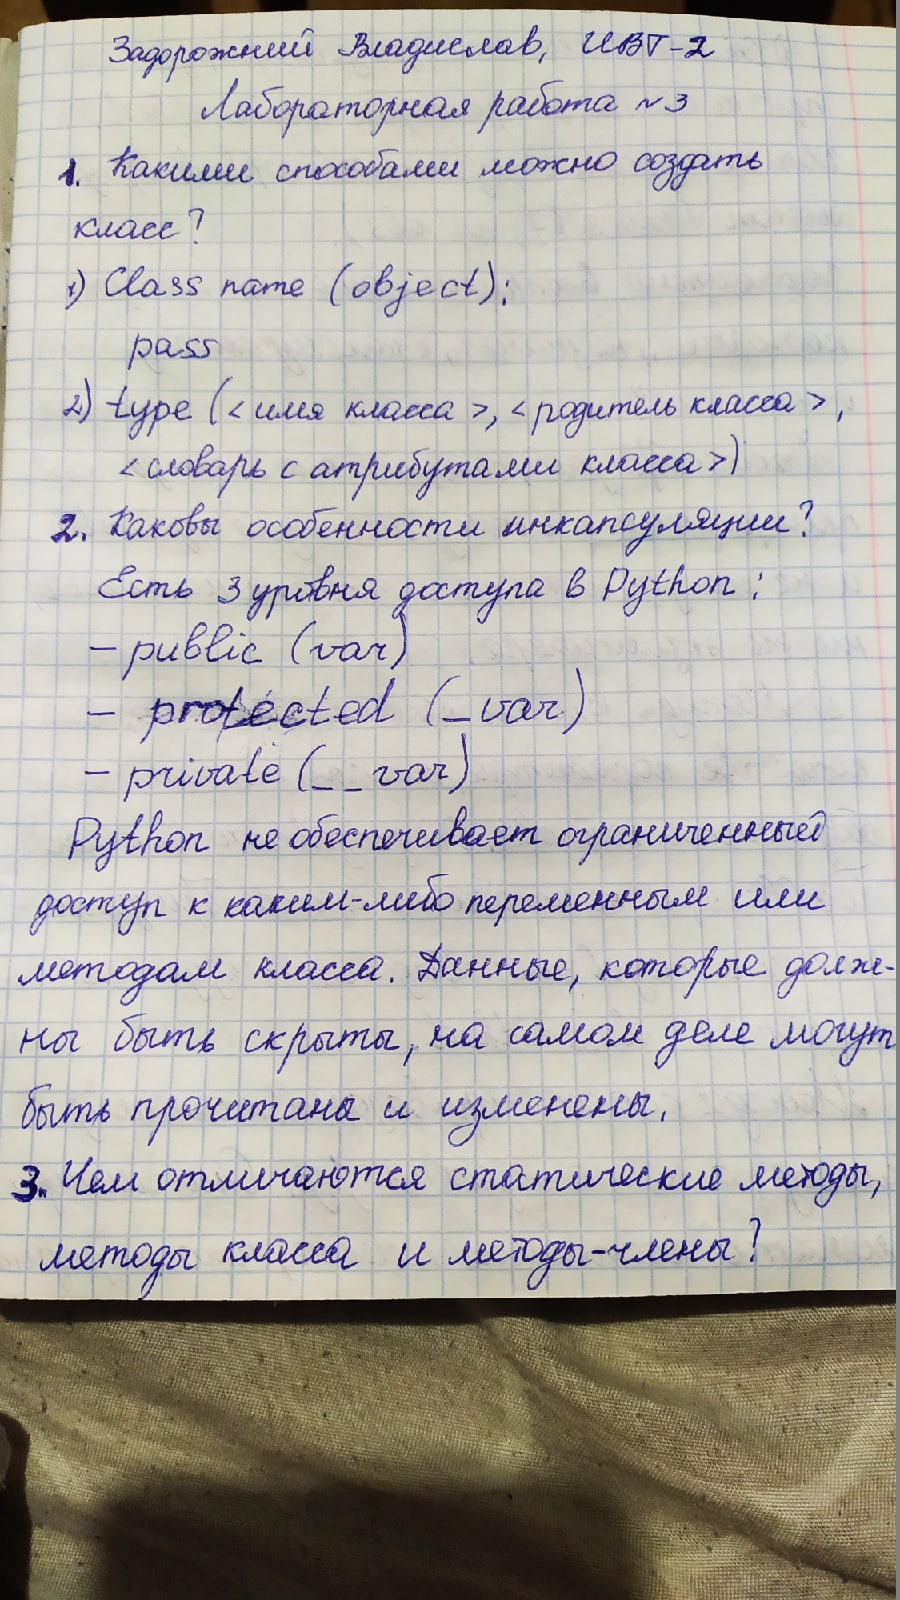 Задорожний Владислав, ИВТ-2
Лабораторная работа №3
1. Какими способами можно создать
класс?
1) Class name (object):
pass
2) type (<имя класса>, <родитель класса>,
<словарь с атрибутами класса>)
2. Каковы особенности инкапсуляции?
Есть 3 уровня доступа в Python:
- public (var)
- protected (_var)
- private (__var)
Python не обеспечивает ограниченный
доступ к каким-либо переменным или
методам класса. Данные, которые долж-
ны быть скрыты, на самом деле могут
быть прочитаны и изменены.
3. Чем отличаются статические методы,
методы класса и методы-члены?